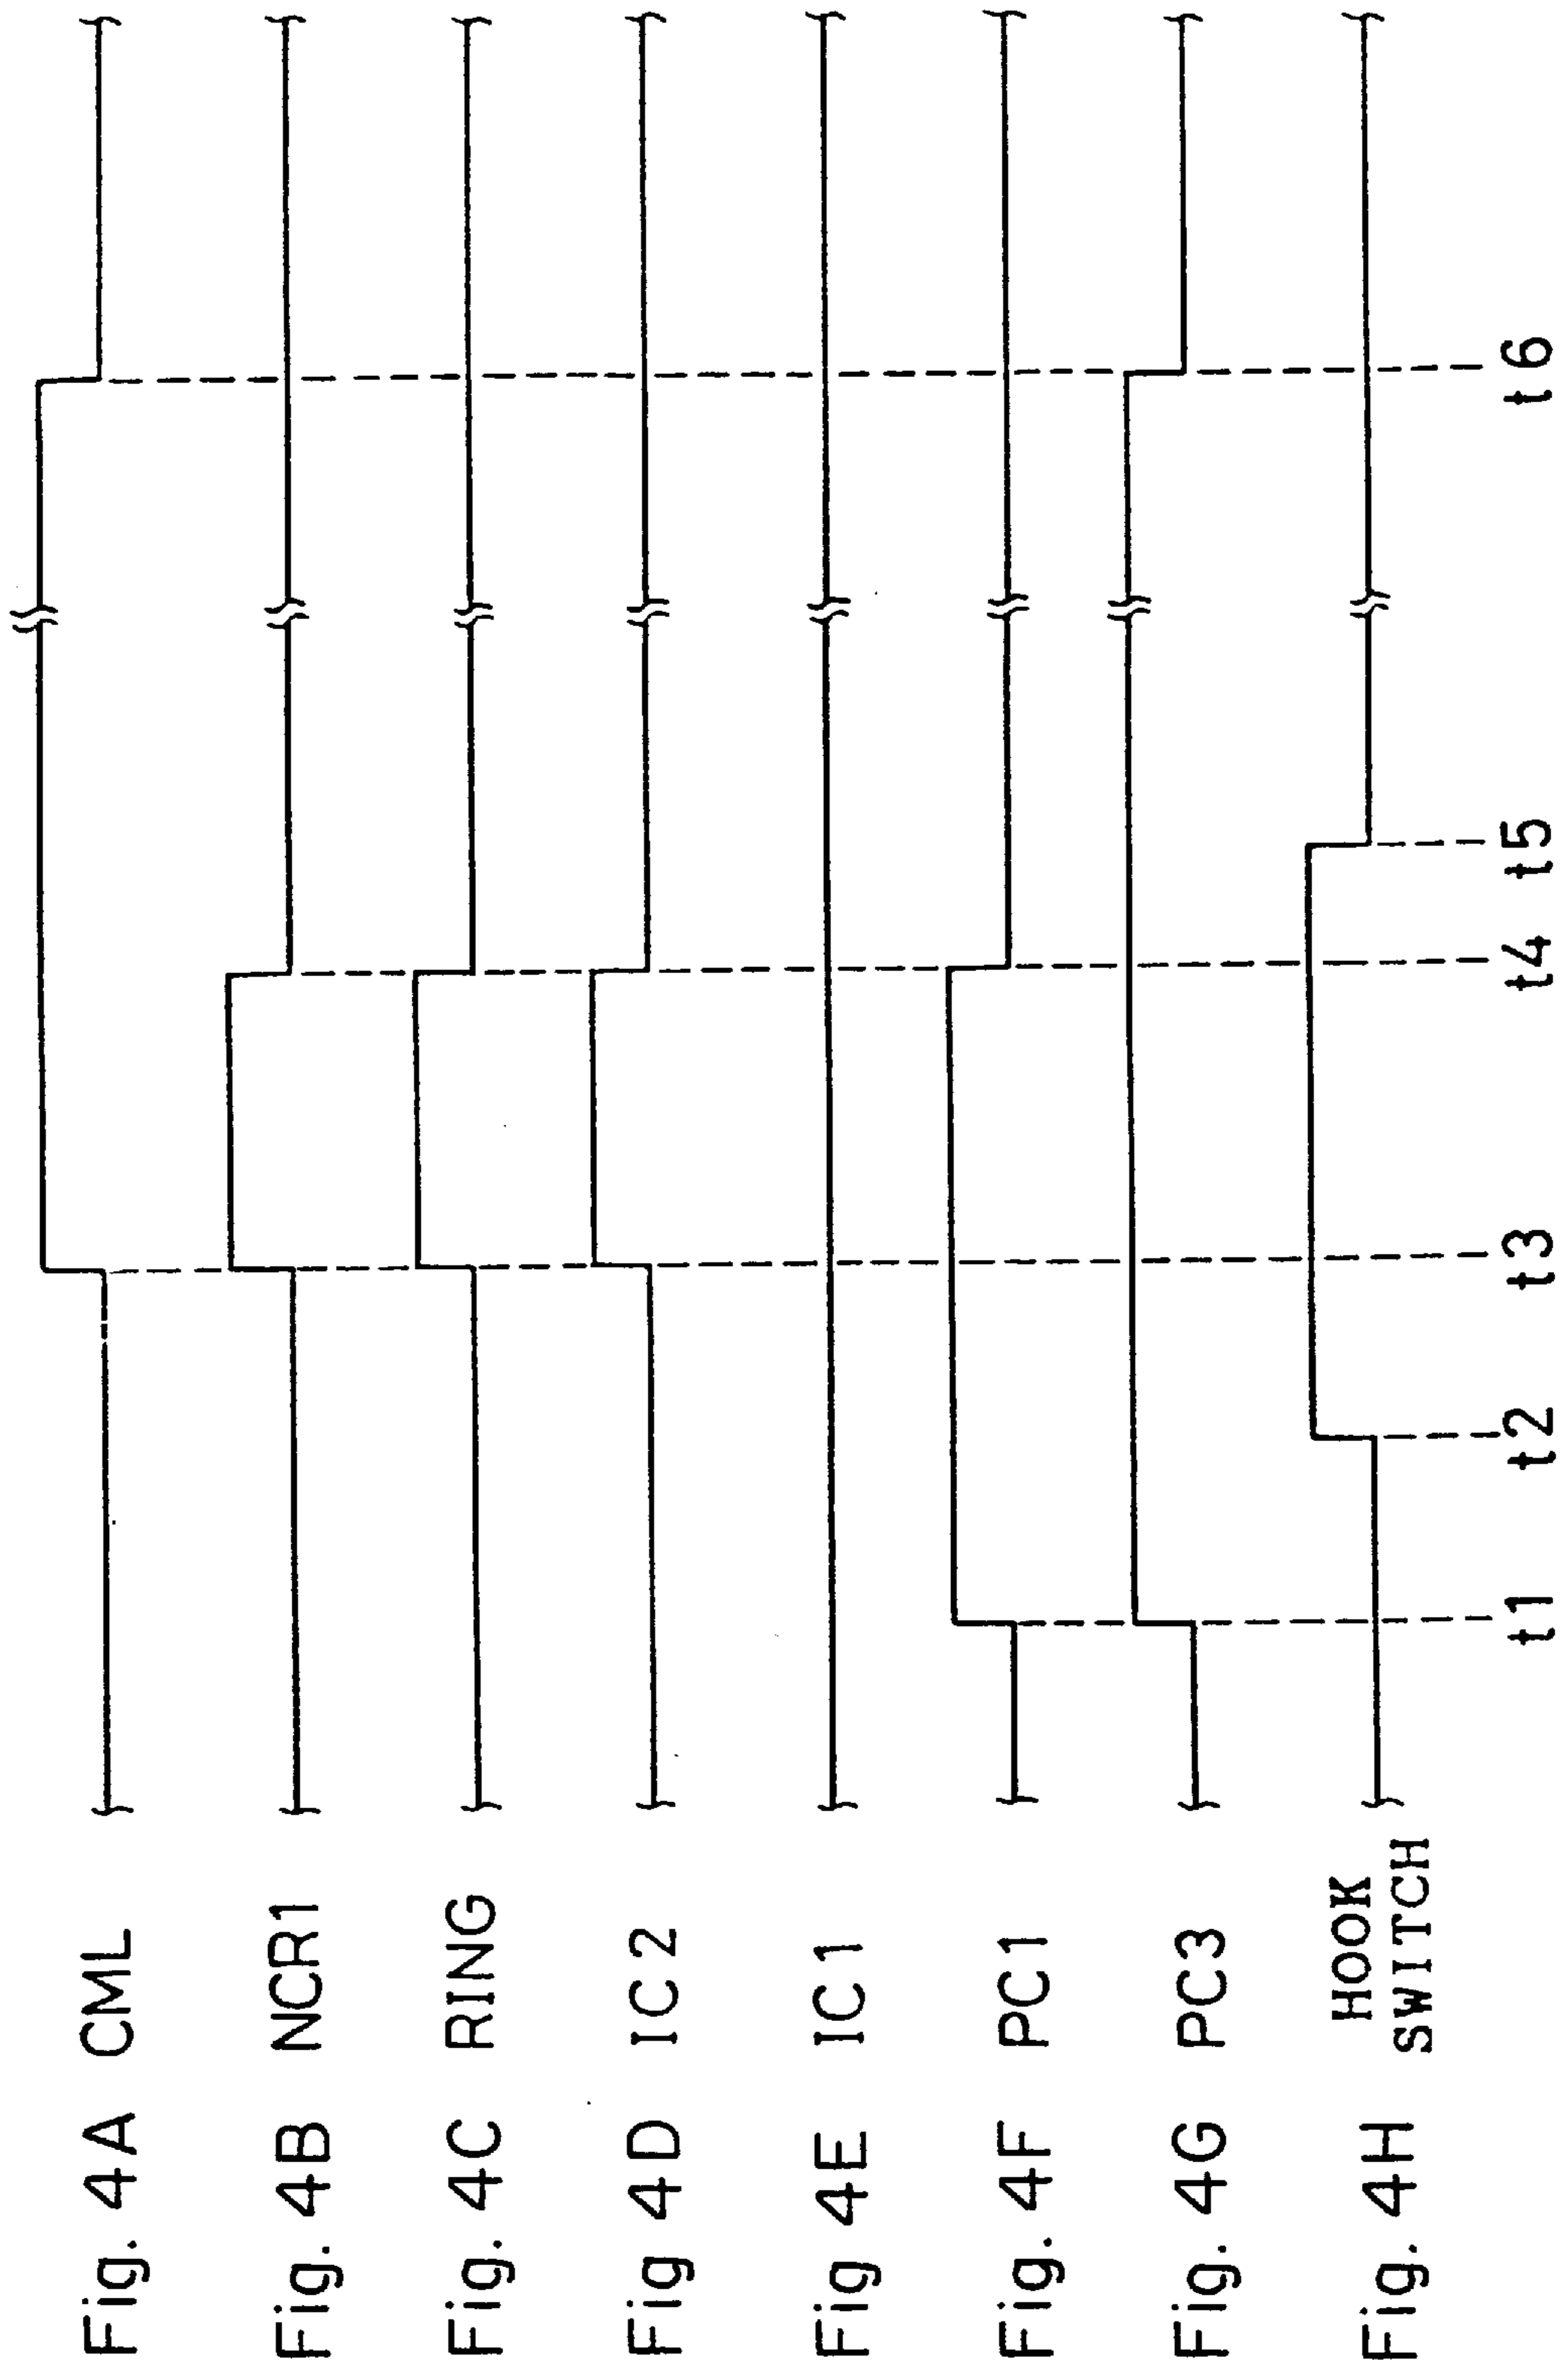 Fig. 4A CML
Fig. 4B NCR1
Fig. 4C RING
Fig 4D IC2
Fig 4E IC1
Fig. 4F PC1
Fig. 4G PC3
Fig. 4H HOOK
SWITCH
t1 t2 t3 t4 t5 t6